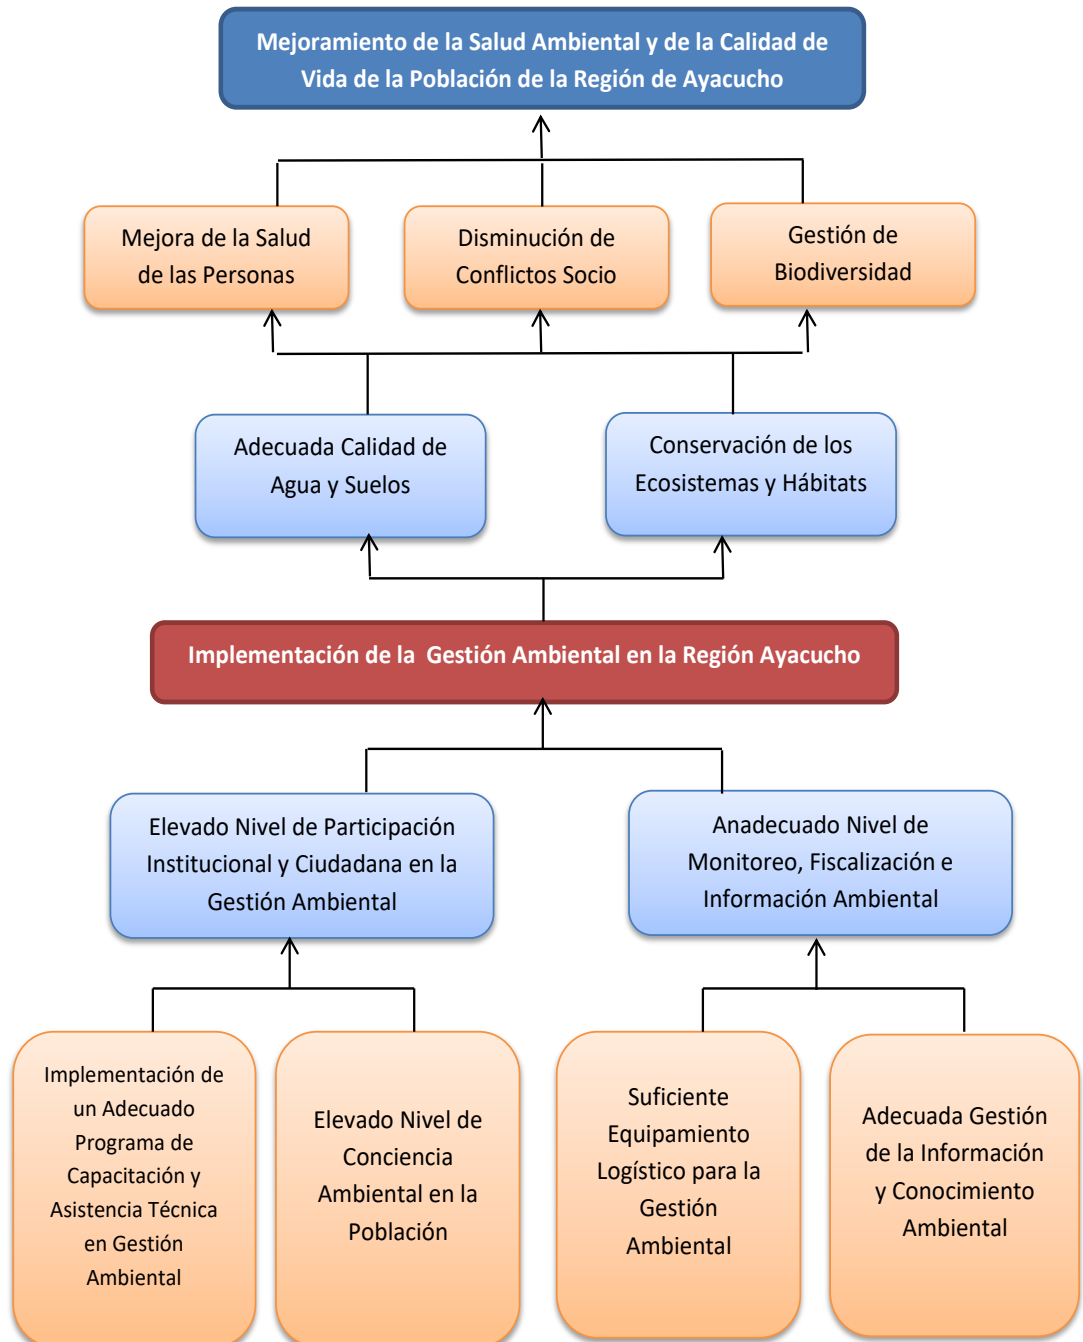 Mejoramiento de la Salud Ambiental y de la Calidad de
Vida de la Población de la Región de Ayacucho
Mejora de la Salud
de las Personas
Disminución de
Conflictos Socio
Gestión de
Biodiversidad
Adecuada Calidad de
Agua y Suelos
Conservación de los
Ecosistemas y Hábitats
Implementación de la Gestión Ambiental en la Región Ayacucho
Elevado Nivel de Participación
Institucional y Ciudadana en la
Gestión Ambiental
Anadecuado Nivel de
Monitoreo, Fiscalización e
Información Ambiental
Implementación de
un Adecuado
Programa de
Capacitación y
Asistencia Técnica
en Gestión
Ambiental
Elevado Nivel de
Conciencia
Ambiental en la
Población
Suficiente
Equipamiento
Logístico para la
Gestión
Ambiental
Adecuada Gestión
de la Información
y Conocimiento
Ambiental